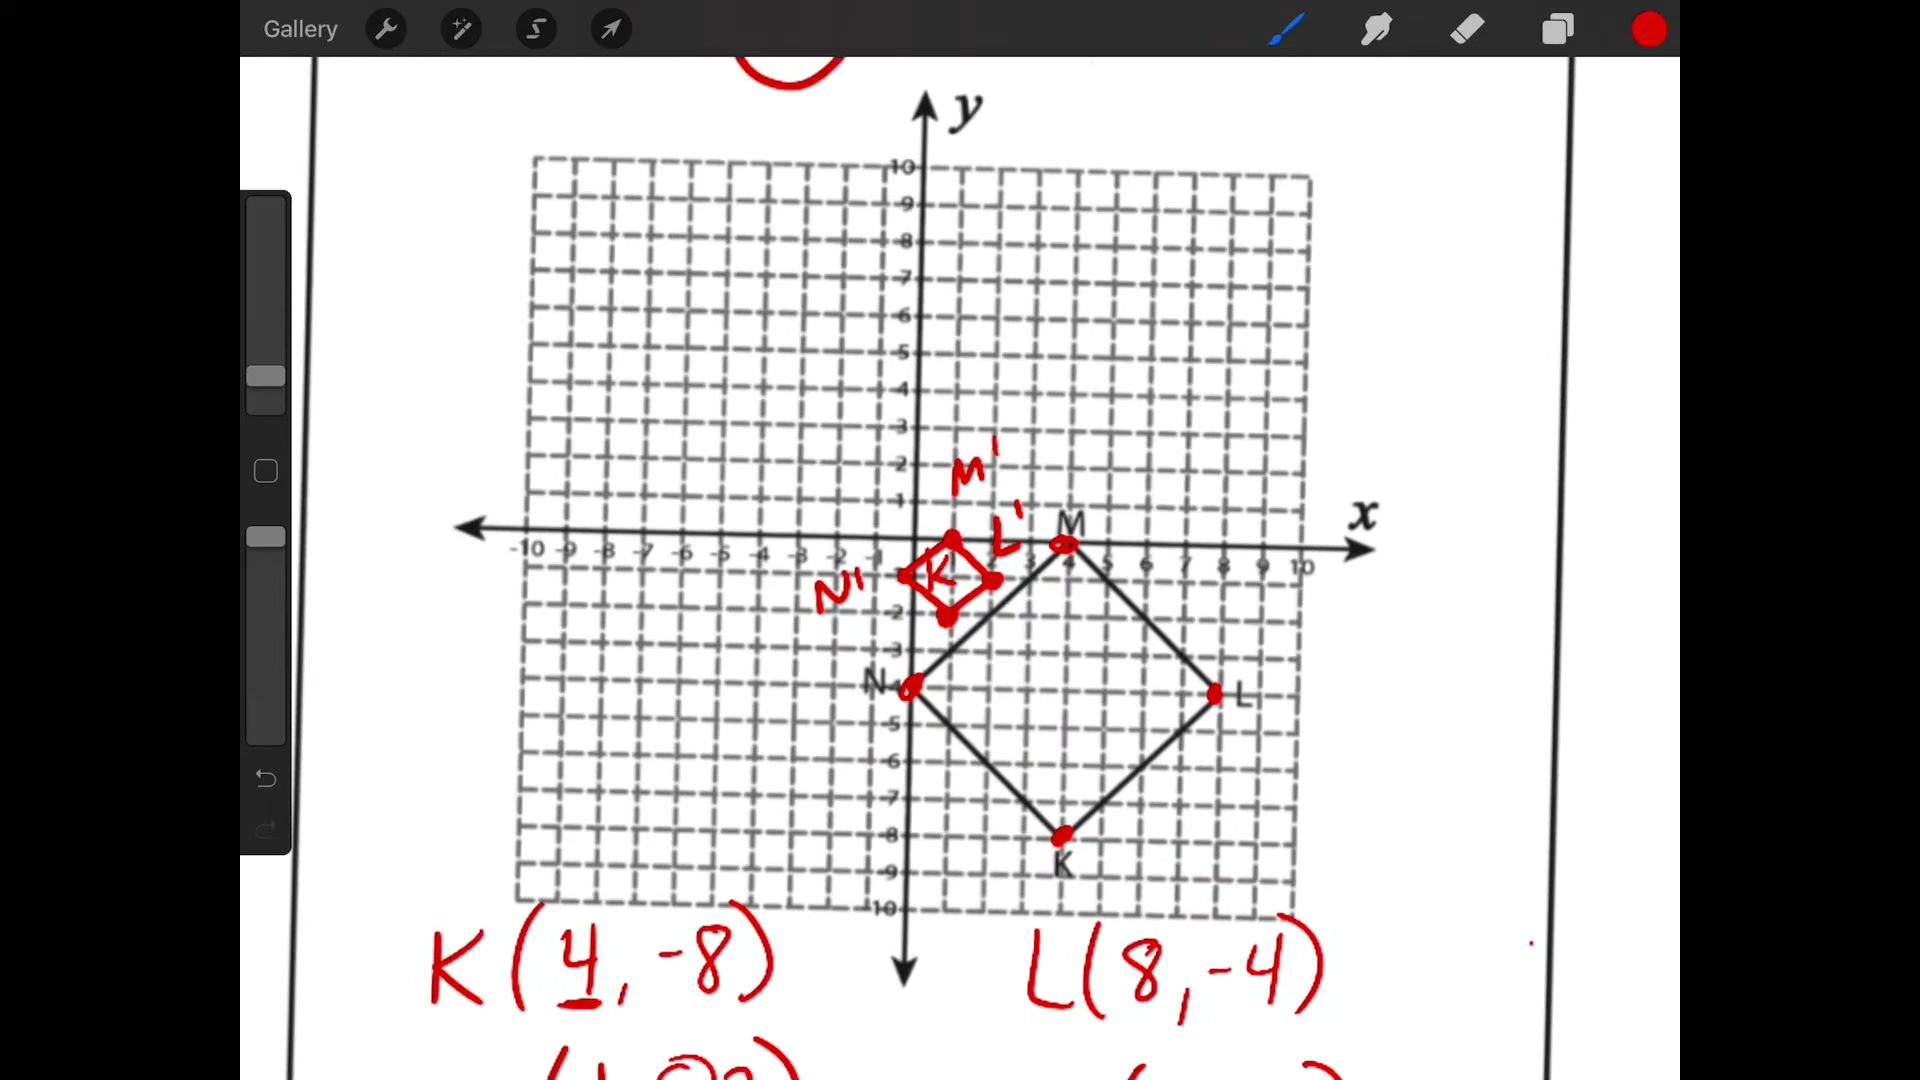 Gallery
y
10
9
8
7
6
5
4
3
M'
2
1
L'
M
x
-10 -9 -8 -7 -6 -5 -4 -3 -2 -1 2 3 4 5 6 7 8 9 10
K
N'
-2
-3
N -4 L
-5
-6
-7
-8
K
-9
-10
K(4, -8) L(8, -4)